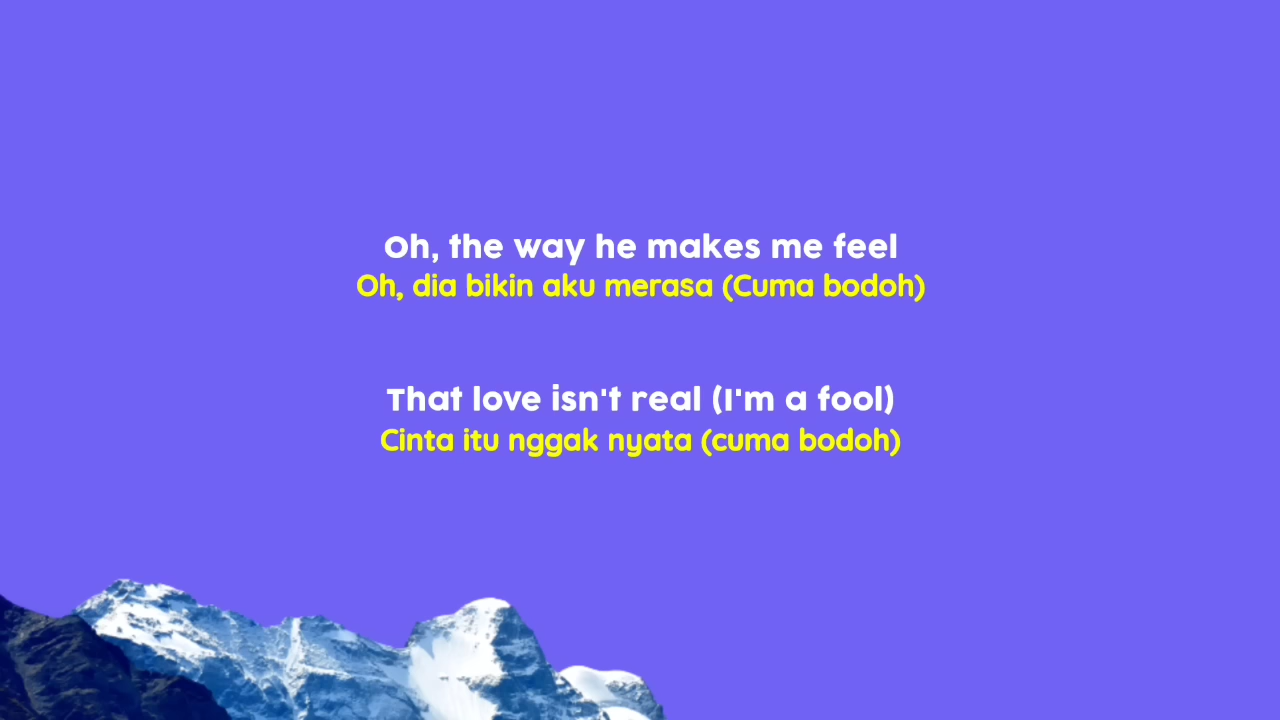 Oh, the way he makes me feel
Oh, dia bikin aku merasa (Cuma bodoh)
That love isn't real (I'm a fool)
Cinta itu nggak nyata (cuma bodoh)